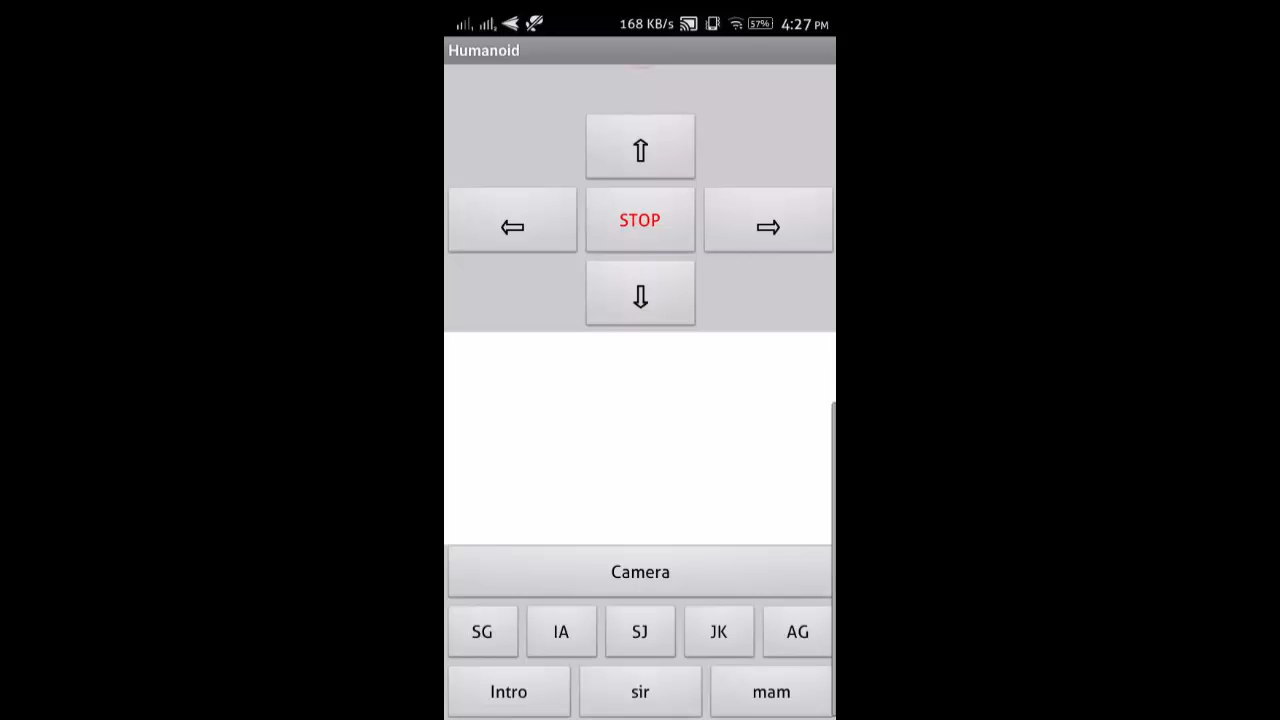 168 KB/s 57% 4:27 PM
Humanoid
⇧
⇦ STOP ⇨
⇩
Camera
SG IA SJ JK AG
Intro sir mam